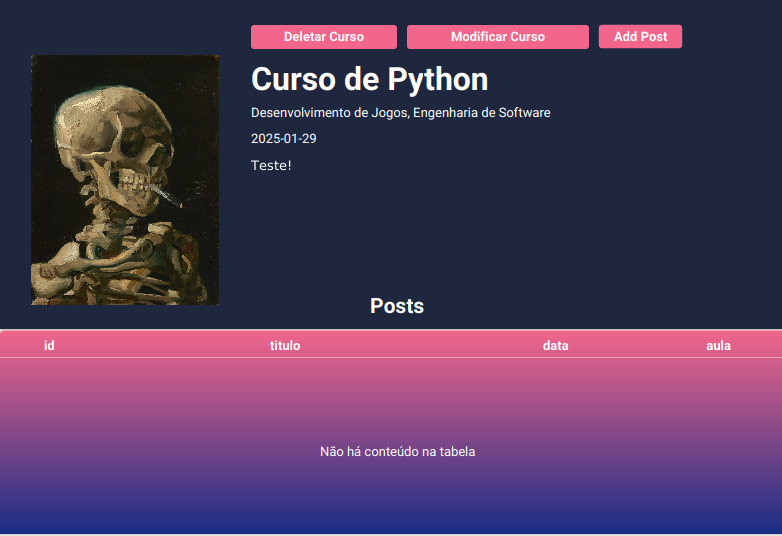 Deletar Curso Modificar Curso Add Post
Curso de Python
Desenvolvimento de Jogos, Engenharia de Software
2025-01-29
Teste!
Posts
id titulo data aula
Não há conteúdo na tabela